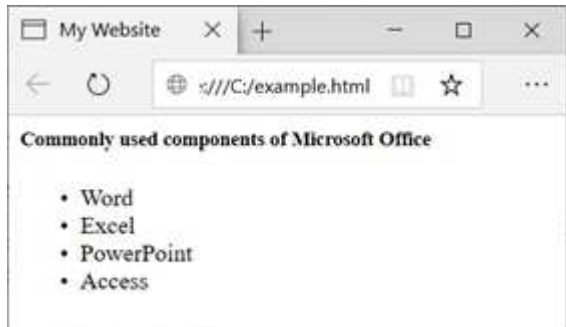 My Website
:///C:/example.html
Commonly used components of Microsoft Office
• Word
• Excel
• PowerPoint
• Access